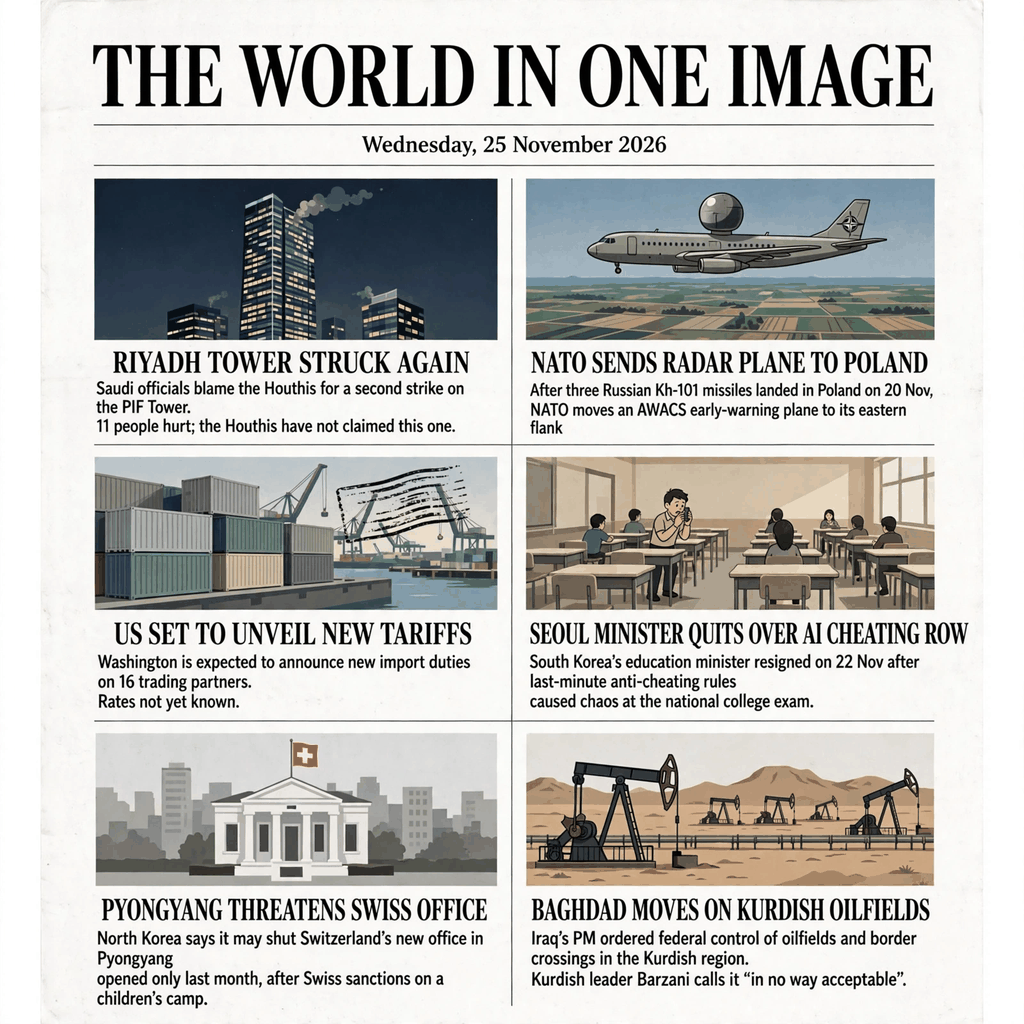 THE WORLD IN ONE IMAGE
Wednesday, 25 November 2026
RIYADH TOWER STRUCK AGAIN
Saudi officials blame the Houthis for a second strike on
the PIF Tower.
11 people hurt; the Houthis have not claimed this one.
NATO SENDS RADAR PLANE TO POLAND
After three Russian Kh-101 missiles landed in Poland on 20 Nov,
NATO moves an AWACS early-warning plane to its eastern
flank
US SET TO UNVEIL NEW TARIFFS
Washington is expected to announce new import duties
on 16 trading partners.
Rates not yet known.
SEOUL MINISTER QUITS OVER AI CHEATING ROW
South Korea's education minister resigned on 22 Nov after
last-minute anti-cheating rules
caused chaos at the national college exam.
PYONGYANG THREATENS SWISS OFFICE
North Korea says it may shut Switzerland's new office in
Pyongyang
opened only last month, after Swiss sanctions on a
children's camp.
BAGHDAD MOVES ON KURDISH OILFIELDS
Iraq's PM ordered federal control of oilfields and border
crossings in the Kurdish region.
Kurdish leader Barzani calls it "in no way acceptable".